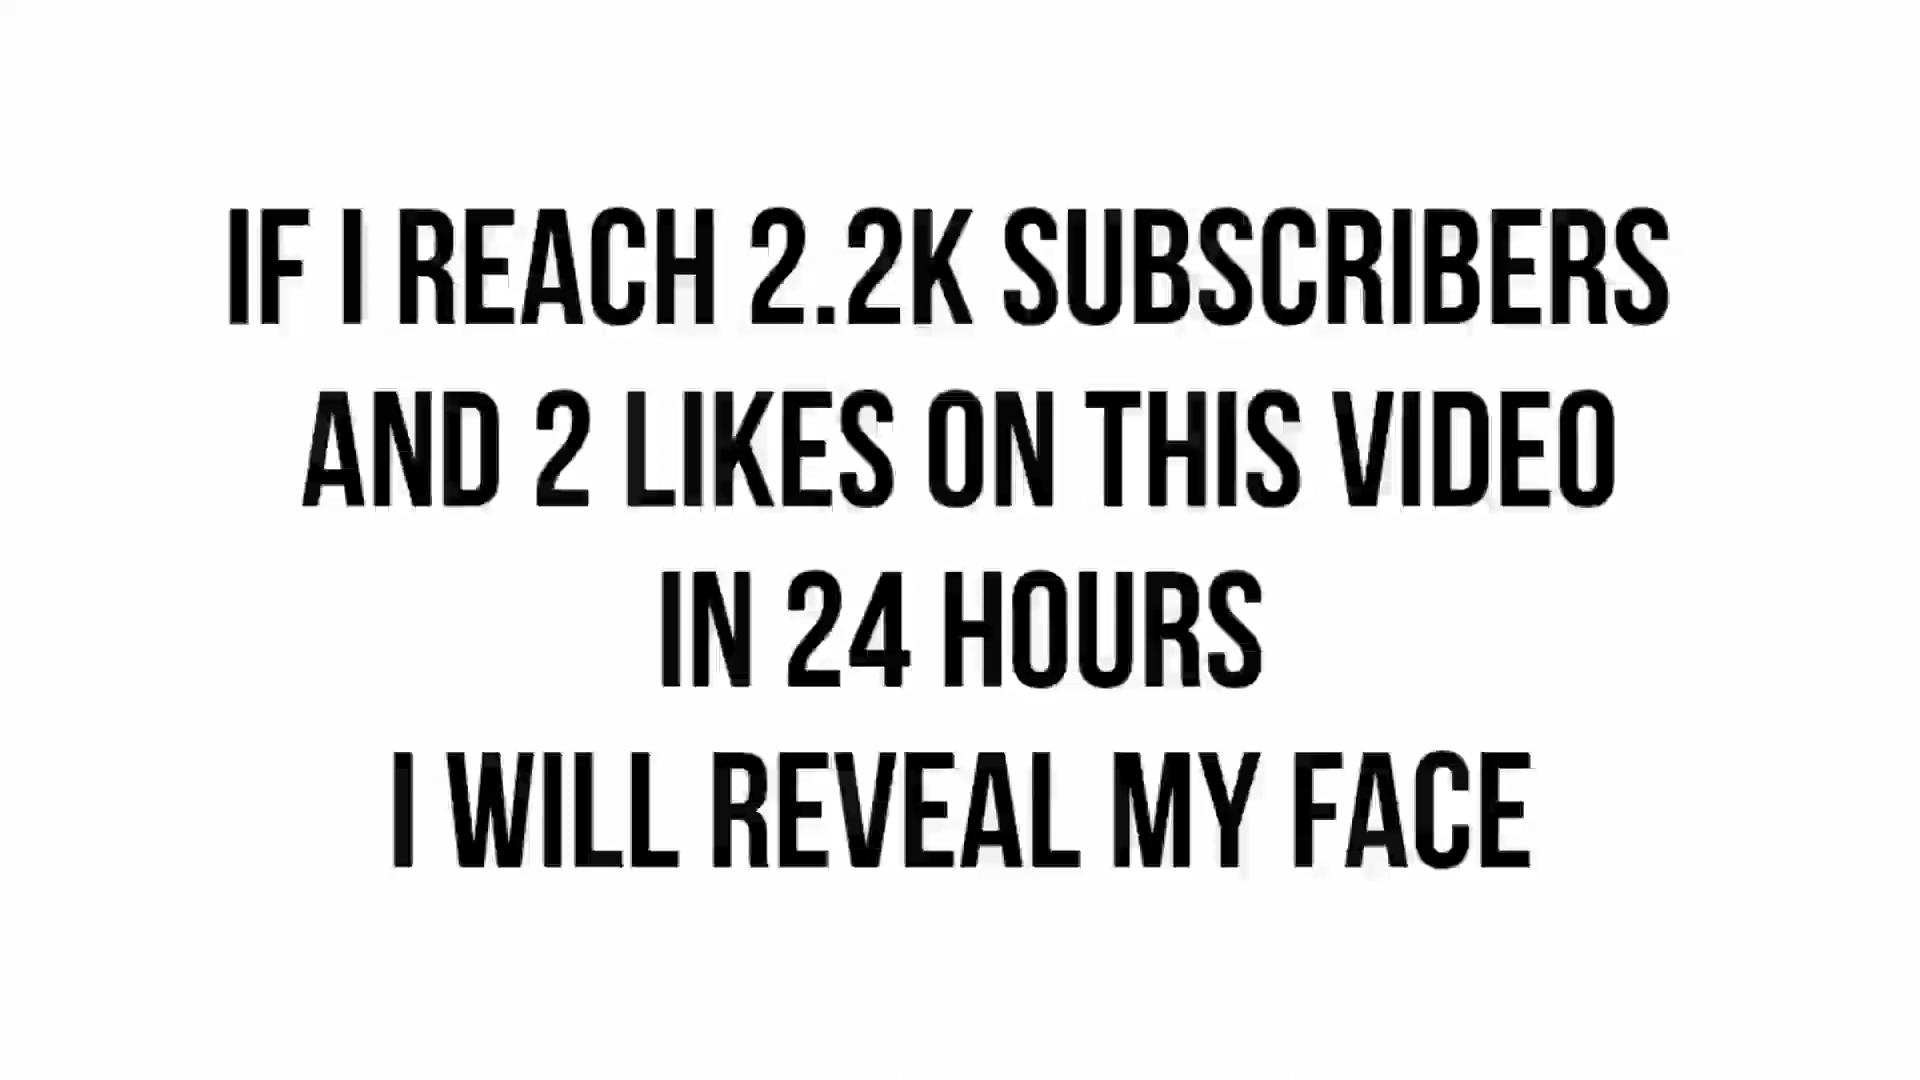 IF I REACH 2.2K SUBSCRIBERS
AND 2 LIKES ON THIS VIDEO
IN 24 HOURS
I WILL REVEAL MY FACE